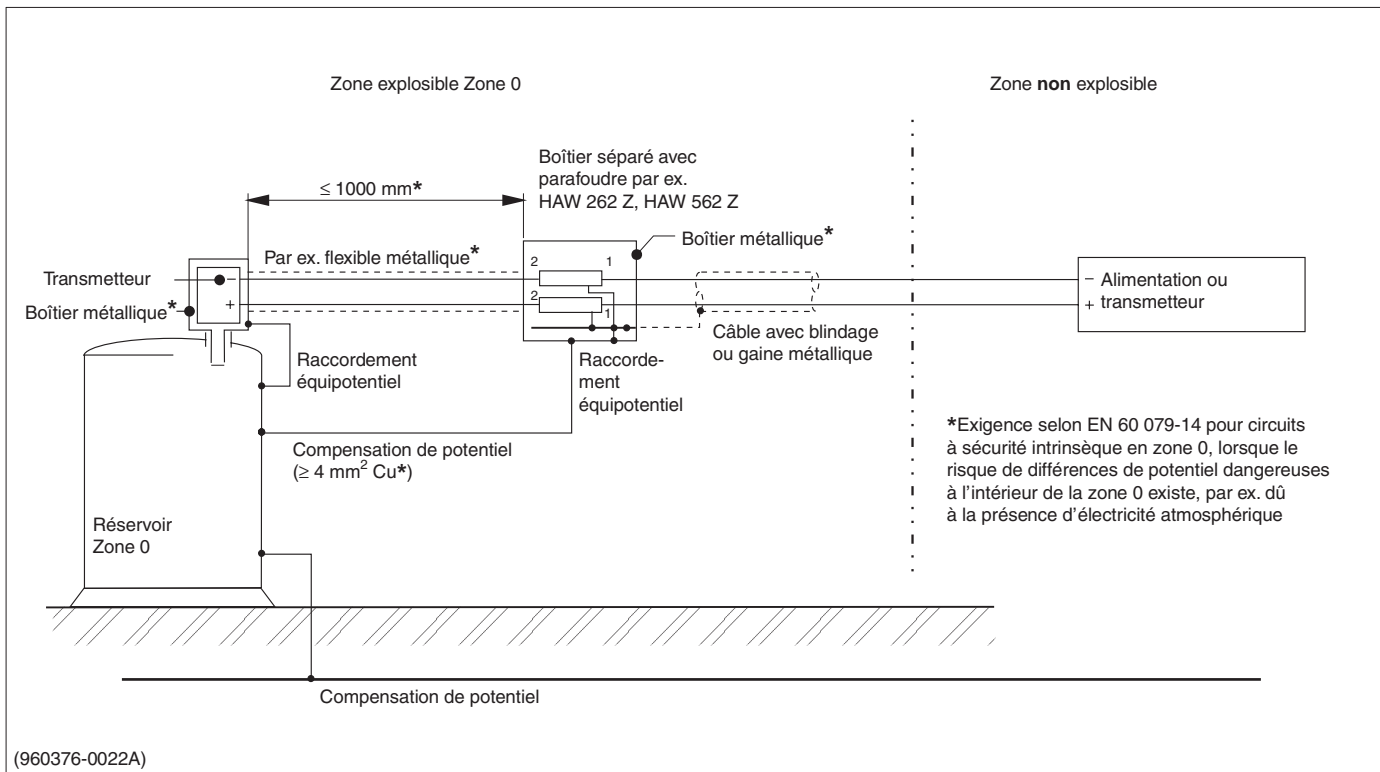 Zone explosible Zone 0
Zone non explosible
Boîtier séparé avec
parafoudre par ex.
HAW 262 Z, HAW 562 Z
≤ 1000 mm*
Boîtier métallique*
Par ex. flexible métallique*
2
1
Transmetteur
−
− Alimentation ou
transmetteur
+
2
+
1
Boîtier métallique*
Câble avec blindage
ou gaine métallique
Raccordement
équipotentiel
Raccorde-
ment
équipotentiel
Compensation de potentiel
(≥ 4 mm² Cu*)
*Exigence selon EN 60 079-14 pour circuits
à sécurité intrinsèque en zone 0, lorsque le
risque de différences de potentiel dangereuses
à l’intérieur de la zone 0 existe, par ex. dû
à la présence d’électricité atmosphérique
Réservoir
Zone 0
Compensation de potentiel
(960376-0022A)